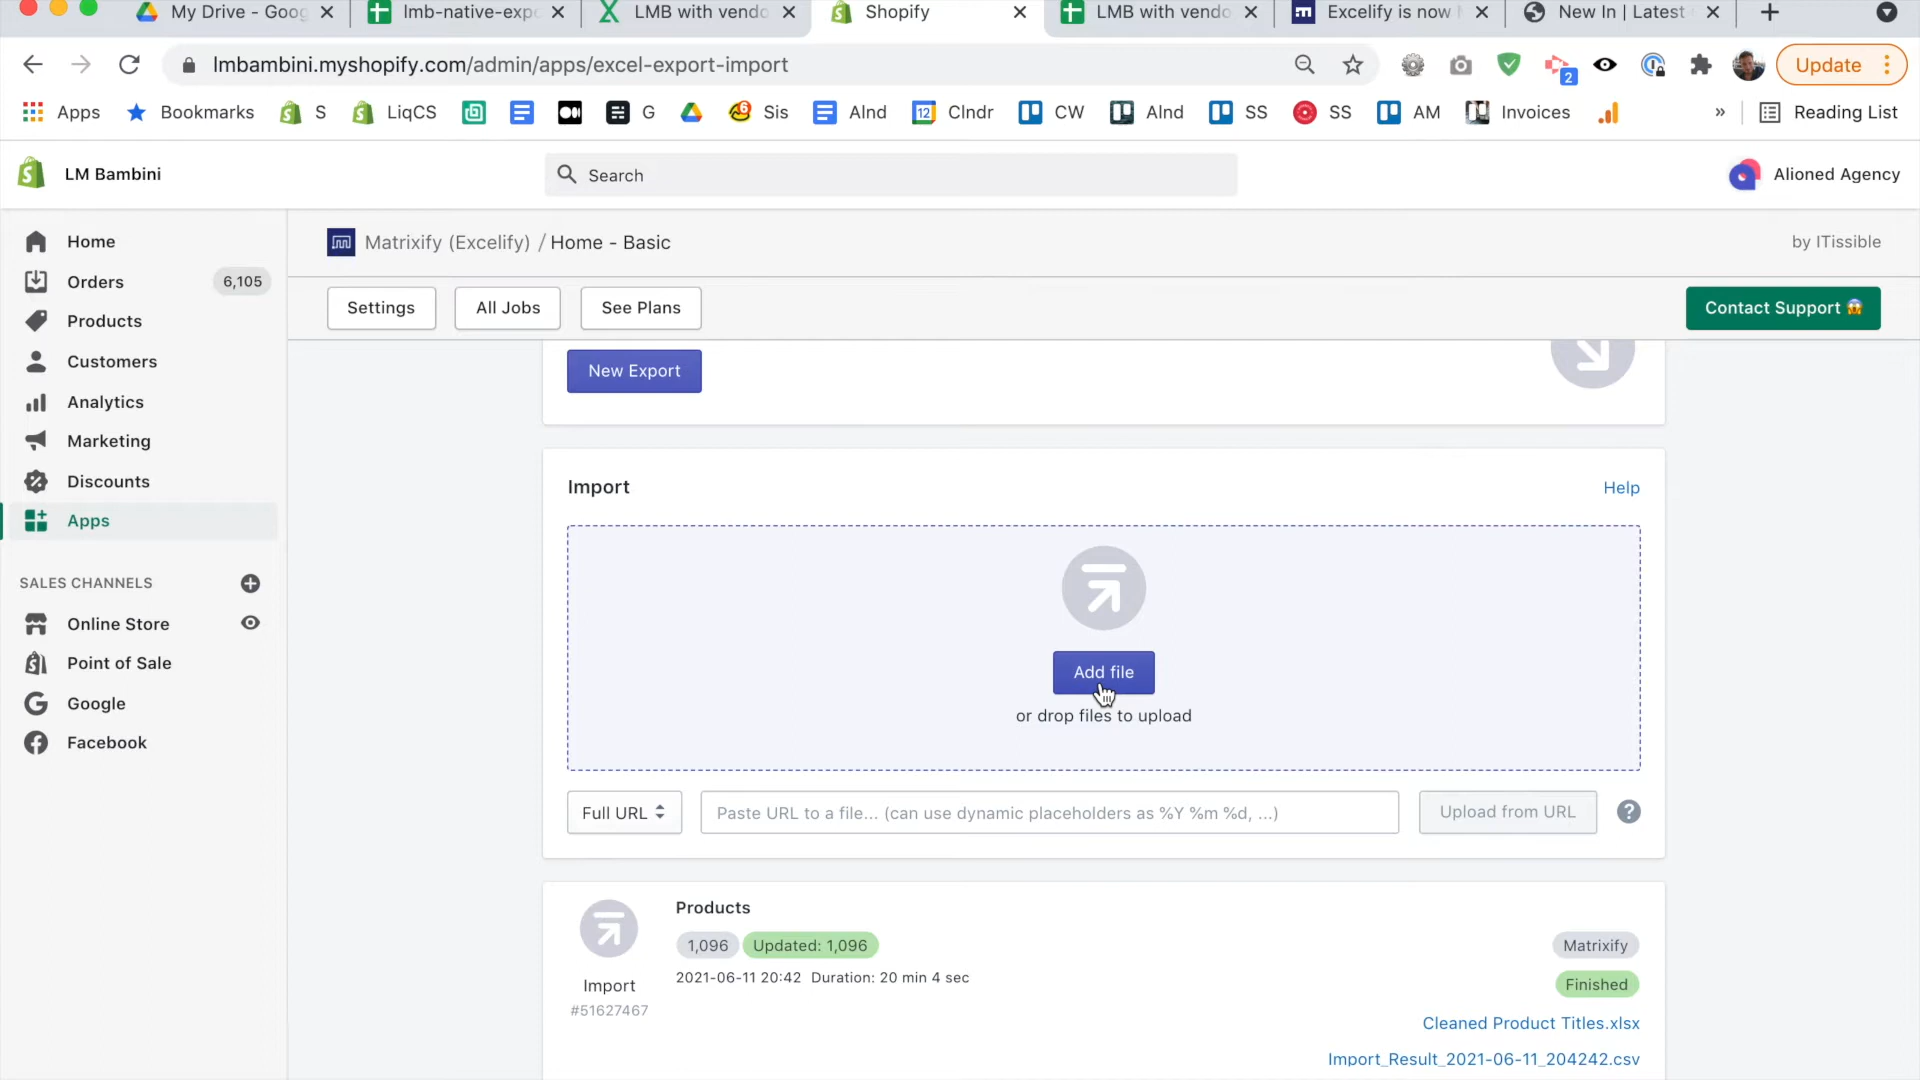 My Drive - Goog
lmb-native-expo
LMB with vendo
Shopify
LMB with vendo
Excelify is now
New In | Latest
lmbambini.myshopify.com/admin/apps/excel-export-import
2
Update
Apps
Bookmarks
S
LiqCS
G
6
Sis
AInd
12
Clndr
CW
AInd
SS
SS
AM
Invoices
»
Reading List
LM Bambini
Search
Alioned Agency
Home
Orders
6,105
Products
Customers
Analytics
Marketing
Discounts
Apps
SALES CHANNELS
Online Store
Point of Sale
Google
Facebook
Matrixify (Excelify) / Home - Basic
by ITissible
Settings
All Jobs
See Plans
Contact Support 😱
New Export
Import
Help
Add file
or drop files to upload
Full URL
Paste URL to a file... (can use dynamic placeholders as %Y %m %d, ...)
Upload from URL
?
Products
1,096
Updated: 1,096
Matrixify
2021-06-11 20:42 Duration: 20 min 4 sec
Import
Finished
#51627467
Cleaned Product Titles.xlsx
Import_Result_2021-06-11_204242.csv